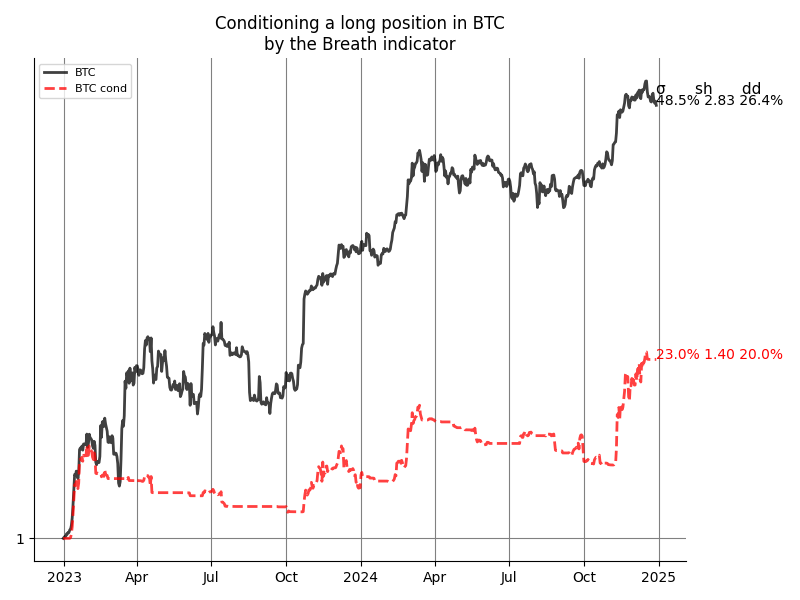 Conditioning a long position in BTC
by the Breath indicator
BTC
BTC cond
σ sh dd
48.5% 2.83 26.4%
23.0% 1.40 20.0%
1
2023 Apr Jul Oct 2024 Apr Jul Oct 2025